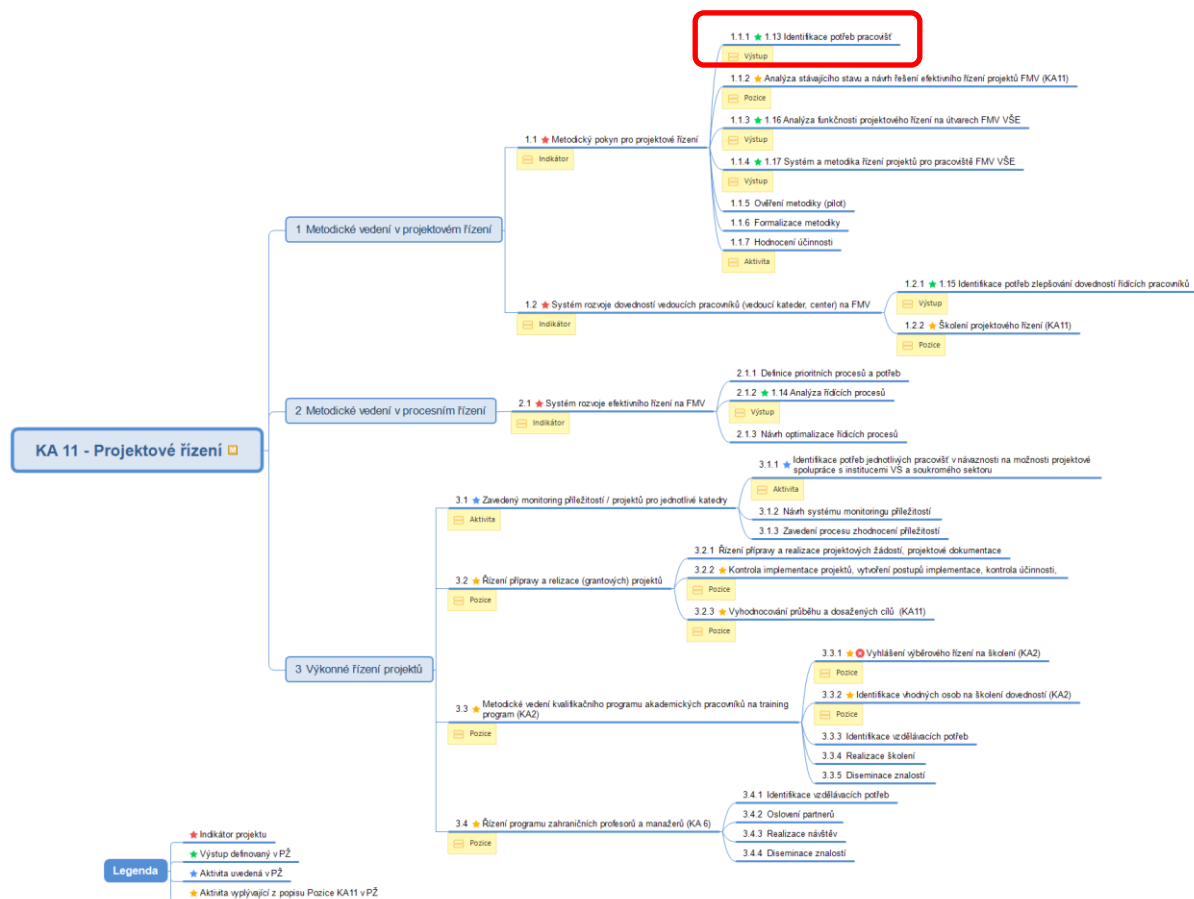 KA 11 - Projektové řízení
1 Metodické vedení v projektovém řízení
1.1 Metodický pokyn pro projektové řízení
Indikátor
1.1.1 1.13 Identifikace potřeb pracovišť
Výstup
1.1.2 Analýza stávajícího stavu a návrh řešení efektivního řízení projektů FMV (KA11)
Pozice
1.1.3 1.16 Analýza funkčnosti projektového řízení na útvarech FMV VŠE
Výstup
1.1.4 1.17 Systém a metodika řízení projektů pro pracoviště FMV VŠE
Výstup
1.1.5 Ověření metodiky (pilot)
1.1.6 Formalizace metodiky
1.1.7 Hodnocení účinnosti
Aktivita
1.2 Systém rozvoje dovedností vedoucích pracovníků (vedoucí kateder, center) na FMV
Indikátor
1.2.1 1.15 Identifikace potřeb zlepšování dovedností řídících pracovníků
Výstup
1.2.2 Školení projektového řízení (KA11)
Pozice
2 Metodické vedení v procesním řízení
2.1 Systém rozvoje efektivního řízení na FMV
Indikátor
2.1.1 Definice prioritních procesů a potřeb
2.1.2 1.14 Analýza řídících procesů
Výstup
2.1.3 Návrh optimalizace řídicích procesů
3 Výkonné řízení projektů
3.1 Zavedený monitoring příležitostí / projektů pro jednotlivé katedry
Aktivita
3.1.1 Identifikace potřeb jednotlivých pracovišť v návaznosti na možnosti projektové
spolupráce s institucemi VŠ a soukromého sektoru
Aktivita
3.1.2 Návrh systému monitoringu příležitostí
3.1.3 Zavedení procesu zhodnocení příležitostí
3.2 Řízení přípravy a relizace (grantových) projektů
Pozice
3.2.1 Řízení přípravy a realizace projektových žádostí, projektové dokumentace
3.2.2 Kontrola implementace projektů, vytvoření postupů implementace, kontrola účinnosti,
Pozice
3.2.3 Vyhodnocování průběhu a dosažených cílů (KA11)
Pozice
3.3 Metodické vedení kvalifikačního programu akademických pracovníků na training
program (KA2)
Pozice
3.3.1 Vyhlášení výběrového řízení na školení (KA2)
Pozice
3.3.2 Identifikace vhodných osob na školení dovedností (KA2)
Pozice
3.3.3 Identifikace vzdělávacích potřeb
3.3.4 Realizace školení
3.3.5 Diseminace znalostí
3.4 Řízení programu zahraničních profesorů a manažerů (KA 6)
Pozice
3.4.1 Identifikace vzdělávacích potřeb
3.4.2 Oslovení partnerů
3.4.3 Realizace návštěv
3.4.4 Diseminace znalostí
Legenda
Indikátor projektu
Výstup definovaný v PŽ
Aktivita uvedená v PŽ
Aktivita vyplývající z popisu Pozice KA11 v PŽ